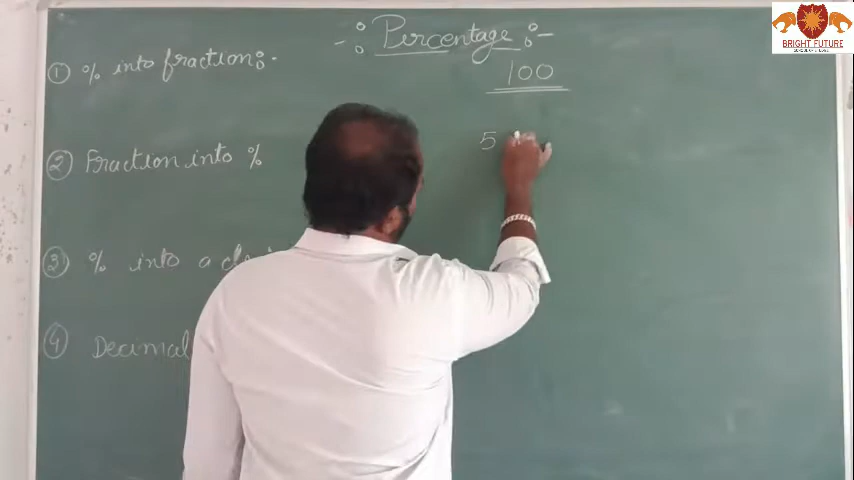 -: Percentage :-
100
① % into fraction :-
5
② Fraction into %
③ % into a
④ Decimal
BRIGHT FUTURE